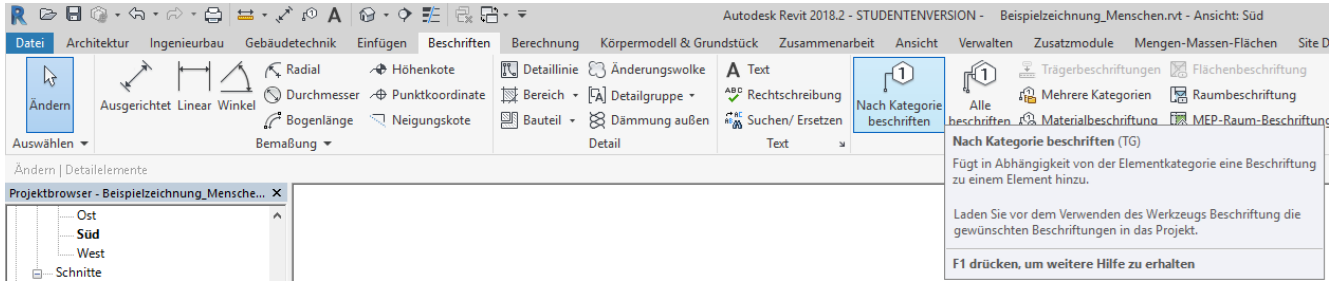 Autodesk Revit 2018.2 - STUDENTENVERSION - Beispielzeichnung_Menschen.rvt - Ansicht: Süd
Datei Architektur Ingenieurbau Gebäudetechnik Einfügen Beschriften Berechnung Körpermodell & Grundstück Zusammenarbeit Ansicht Verwalten Zusatzmodule Mengen-Massen-Flächen Site D
Radial Höhenkote Detaillinie Änderungswolke A Text Trägerbeschriftungen Flächenbeschriftung
Ändern Ausgerichtet Linear Winkel Durchmesser Punktkoordinate Bereich Detailgruppe Rechtschreibung Nach Kategorie beschriften Alle beschriften Mehrere Kategorien Raumbeschriftung
Bogenlänge Neigungskote Bauteil Dämmung außen Suchen/ Ersetzen Materialbeschriftung MEP-Raum-Beschriftung
Auswählen Bemaßung Detail Text
Nach Kategorie beschriften (TG)
Fügt in Abhängigkeit von der Elementkategorie eine Beschriftung
zu einem Element hinzu.
Laden Sie vor dem Verwenden des Werkzeugs Beschriftung die
gewünschten Beschriftungen in das Projekt.
F1 drücken, um weitere Hilfe zu erhalten
Ändern | Detailelemente
Projektbrowser - Beispielzeichnung_Mensche... X
Ost
Süd
West
Schnitte